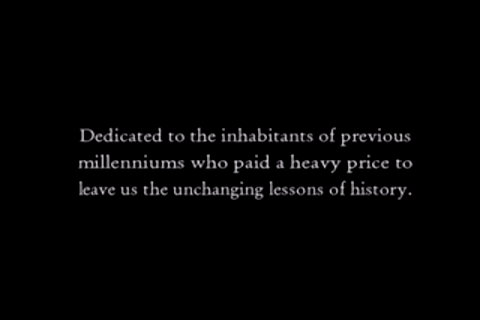 Dedicated to the inhabitants of previous
millenniums who paid a heavy price to
leave us the unchanging lessons of history.